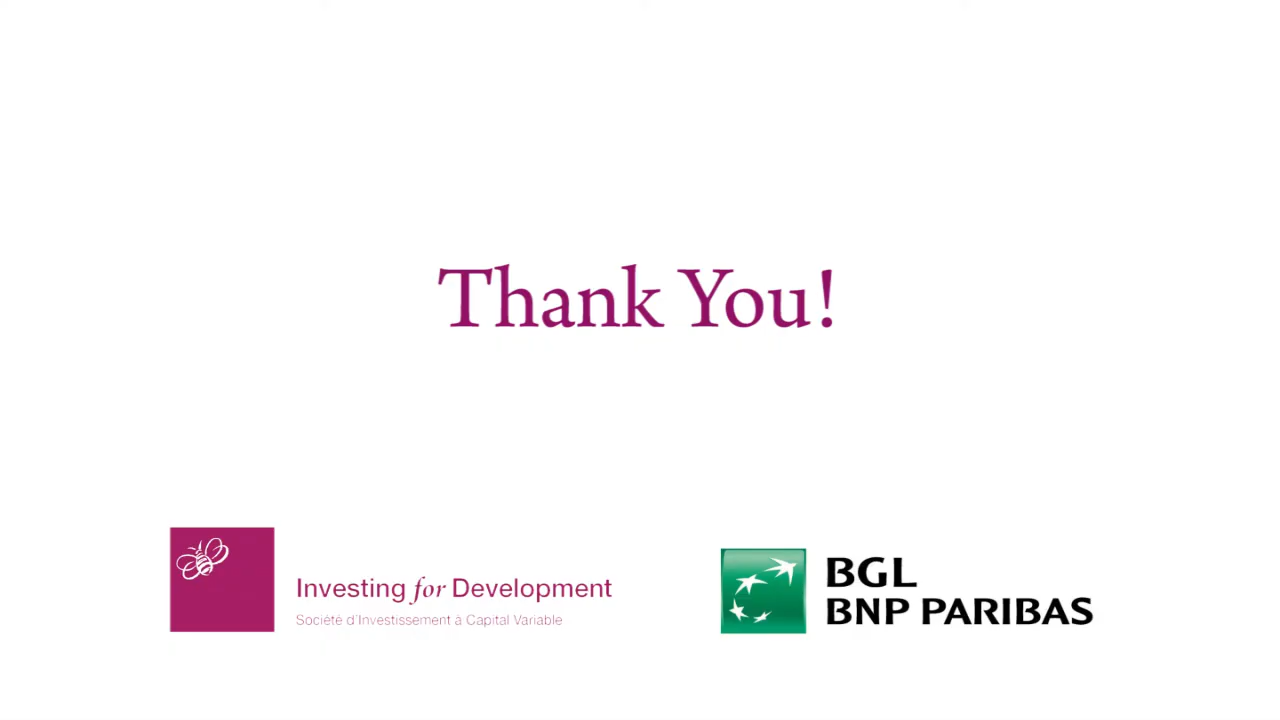 Thank You!
Investing for Development
Société d'Investissement à Capital Variable
BGL
BNP PARIBAS